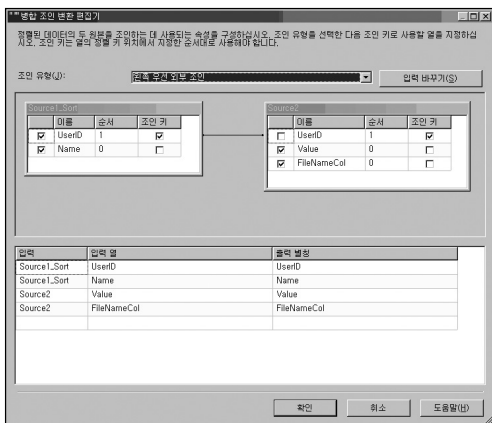 병합 조인 변환 편집기
정렬된 데이터의 두 원본을 조인하는 데 사용되는 속성을 구성하십시오. 조인 유형을 선택한 다음 조인 키로 사용할 열을 지정하십
시오. 조인 키는 열의 정렬 키 위치에서 지정한 순서대로 사용해야 합니다.
조인 유형(J): 왼쪽 우선 외부 조인 입력 바꾸기(S)
Source1_Sort Source2
이름 순서 조인 키 이름 순서 조인 키
UserID 1 UserID 1
Name 0 Value 0
FileNameCol 0
입력 입력 열 출력 별칭
Source1_Sort UserID UserID
Source1_Sort Name Name
Source2 Value Value
Source2 FileNameCol FileNameCol
확인 취소 도움말(H)